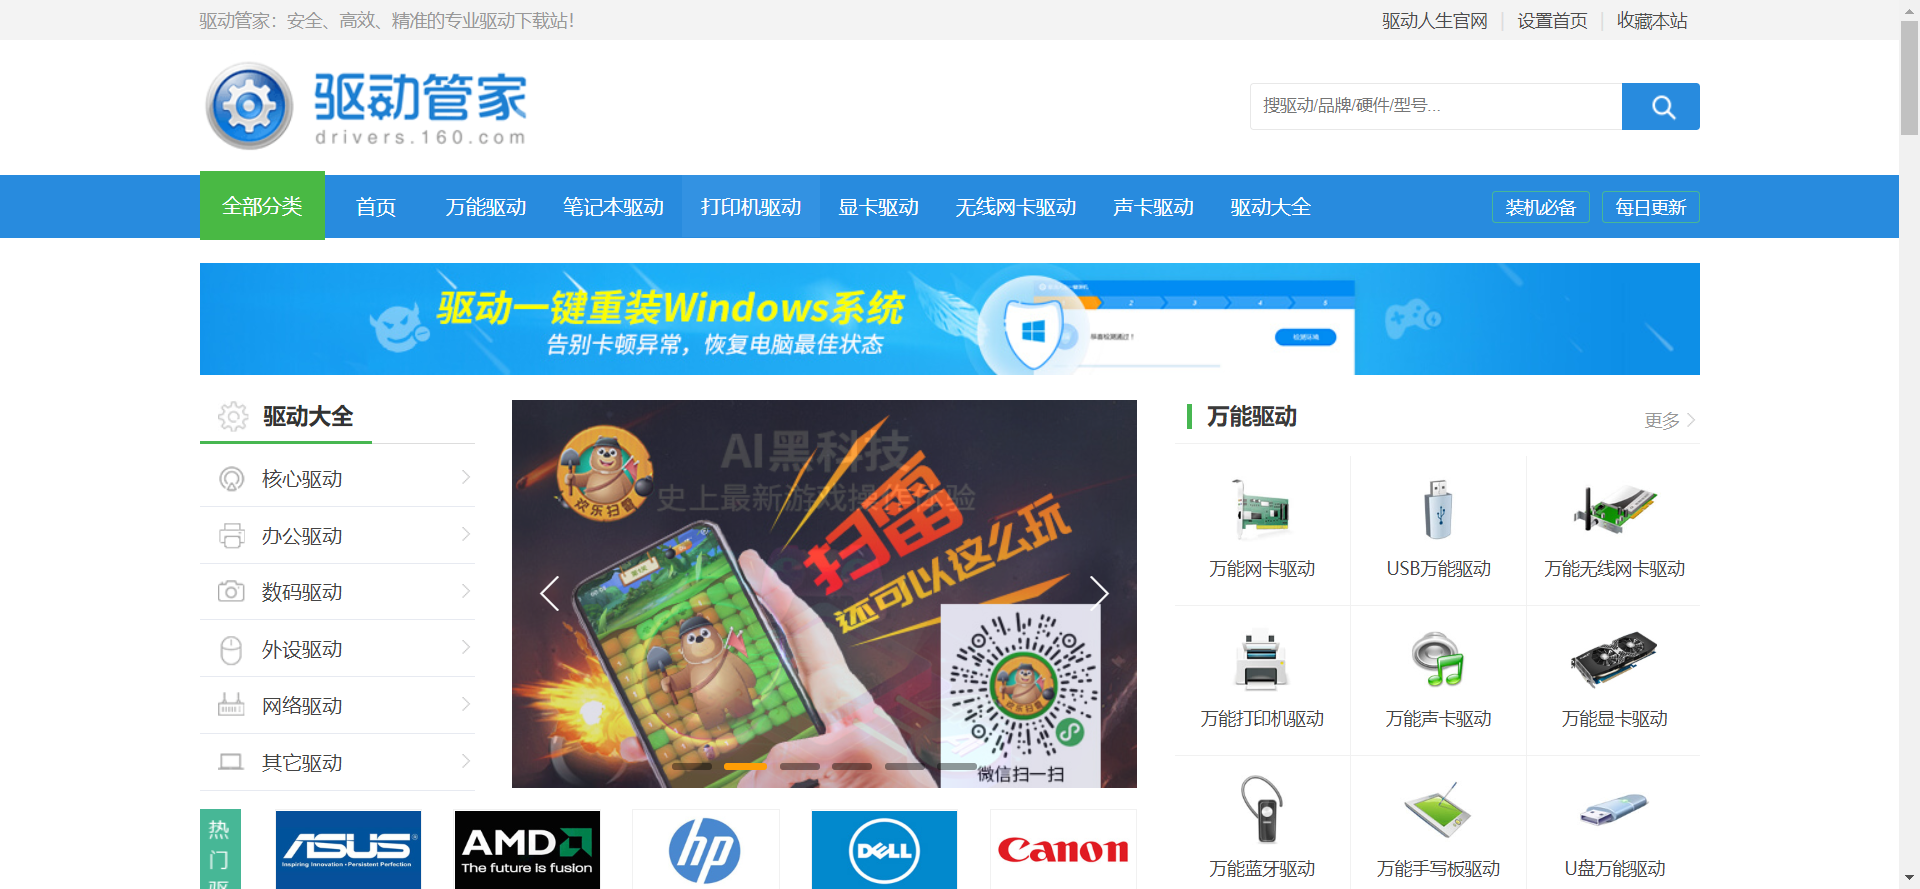 驱动管家：安全、高效、精准的专业驱动下载站！
驱动人生官网
设置首页
收藏本站
驱动管家
drivers.160.com
搜驱动/品牌/硬件/型号...
全部分类
首页
万能驱动
笔记本驱动
打印机驱动
显卡驱动
无线网卡驱动
声卡驱动
驱动大全
装机必备
每日更新
驱动一键重装Windows系统
告别卡顿异常，恢复电脑最佳状态
2
3
4
5
驱动大全
核心驱动
办公驱动
数码驱动
外设驱动
网络驱动
其它驱动
AI黑科技
史上最新游戏操作体验
欢乐扫雷
扫雷
还可以这么玩
欢乐扫雷
微信扫一扫
万能驱动
更多
万能网卡驱动
USB万能驱动
万能无线网卡驱动
万能打印机驱动
万能声卡驱动
万能显卡驱动
万能蓝牙驱动
万能手写板驱动
U盘万能驱动
热
门
驱
ASUS
Inspiring Innovation • Persistent Perfection
AMD
The future is fusion
hp
DELL
Canon